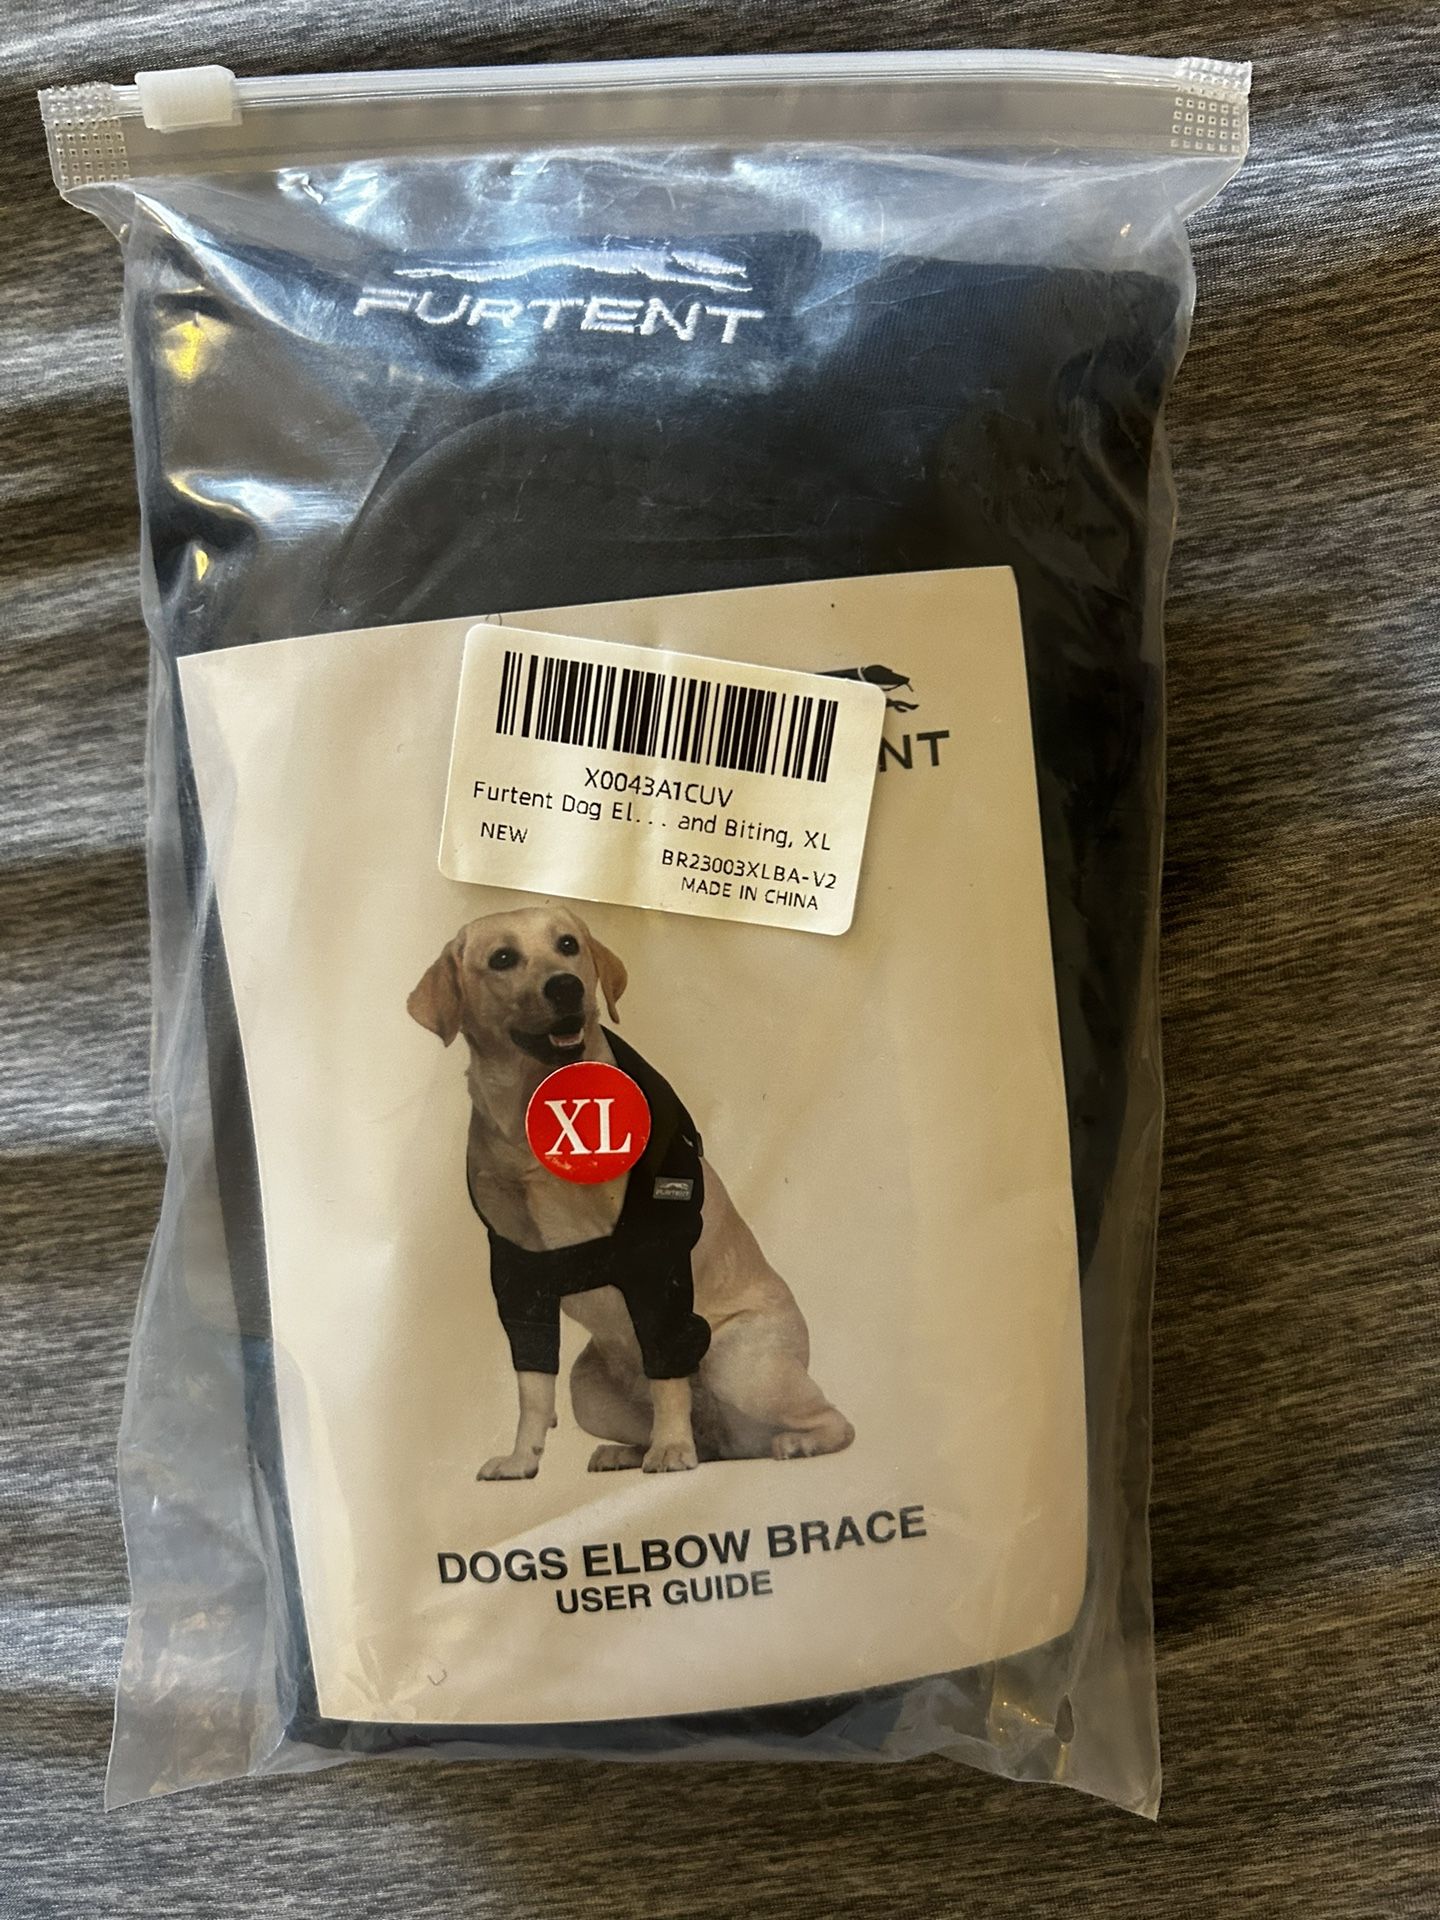 FURTENT
NT
X0043A1CUV
Furtent Dog El... and Biting, XL
NEW
BR23003XLBA-V2
MADE IN CHINA
XL
FURTENT
DOGS ELBOW BRACE
USER GUIDE